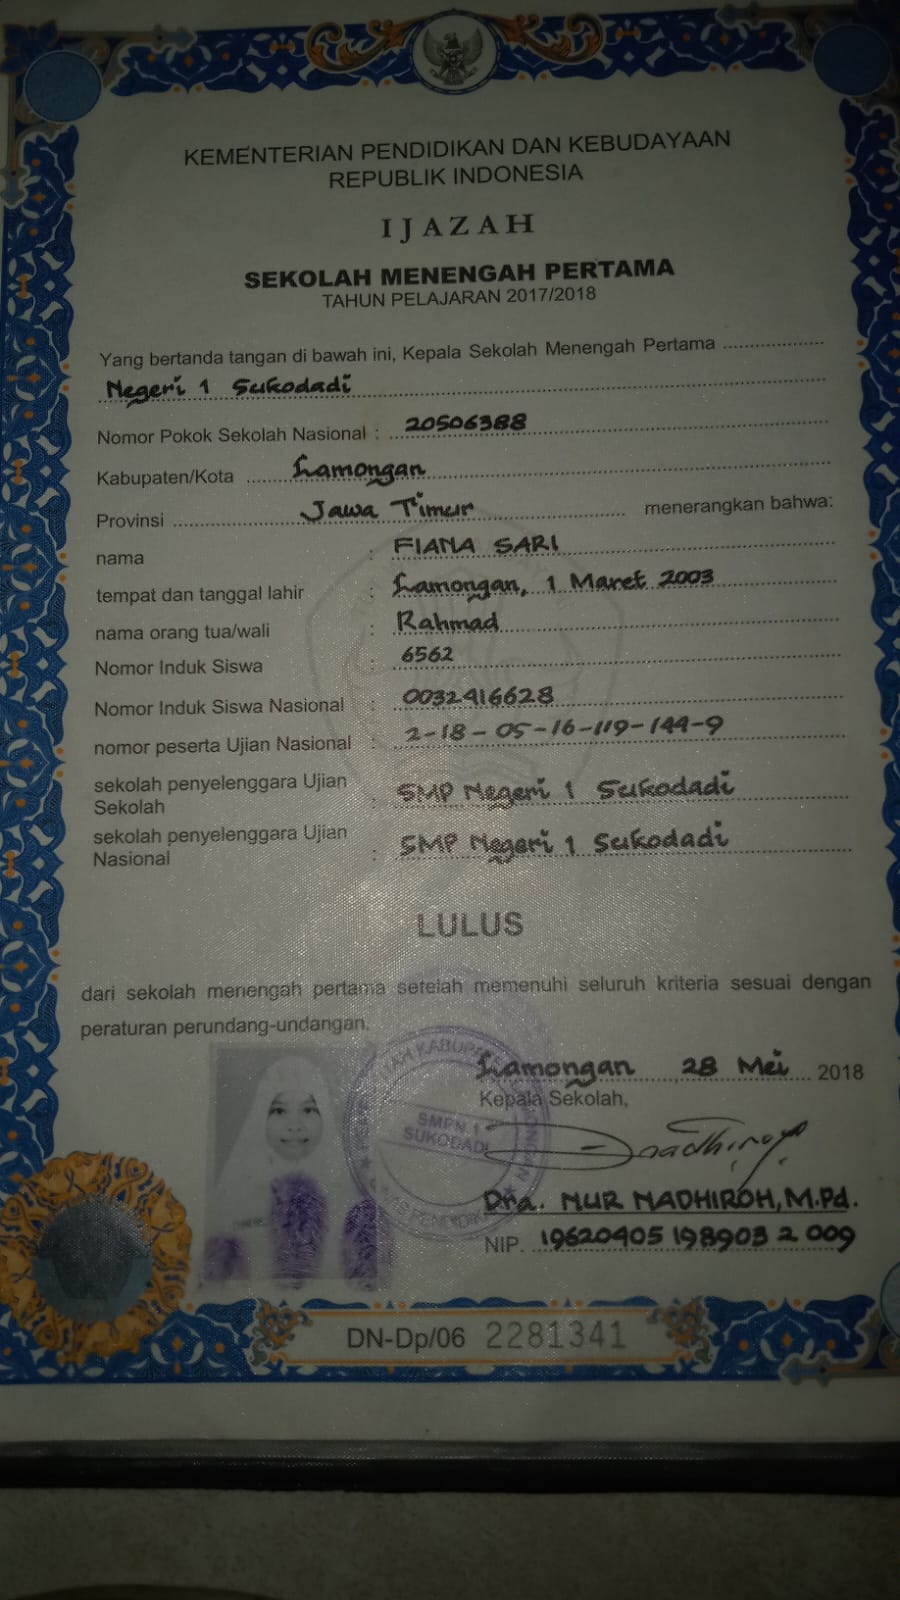 KEMENTERIAN PENDIDIKAN DAN KEBUDAYAAN
REPUBLIK INDONESIA
IJAZAH
SEKOLAH MENENGAH PERTAMA
TAHUN PELAJARAN 2017/2018
Yang bertanda tangan di bawah ini, Kepala Sekolah Menengah Pertama
Negeri 1 Sukodadi
Nomor Pokok Sekolah Nasional : 20506388
Kabupaten/Kota Lamongan
Provinsi Jawa Timur menerangkan bahwa:
nama : FIANA SARI
tempat dan tanggal lahir : Lamongan, 1 Maret 2003
nama orang tua/wali : Rahmad
Nomor Induk Siswa : 6562
Nomor Induk Siswa Nasional : 0032416628
nomor peserta Ujian Nasional : 2-18-05-16-119-144-9
sekolah penyelenggara Ujian
Sekolah : SMP Negeri 1 Sukodadi
sekolah penyelenggara Ujian
Nasional : SMP Negeri 1 Sukodadi
LULUS
dari sekolah menengah pertama setelah memenuhi seluruh kriteria sesuai dengan
peraturan perundang-undangan.
Lamongan, 28 Mei 2018
Kepala Sekolah,
SMPN.1
SUKODADI
Dra. NUR NADHIROH, M.Pd.
NIP. 19620405 198903 2 009
DN-Dp/06 2281341